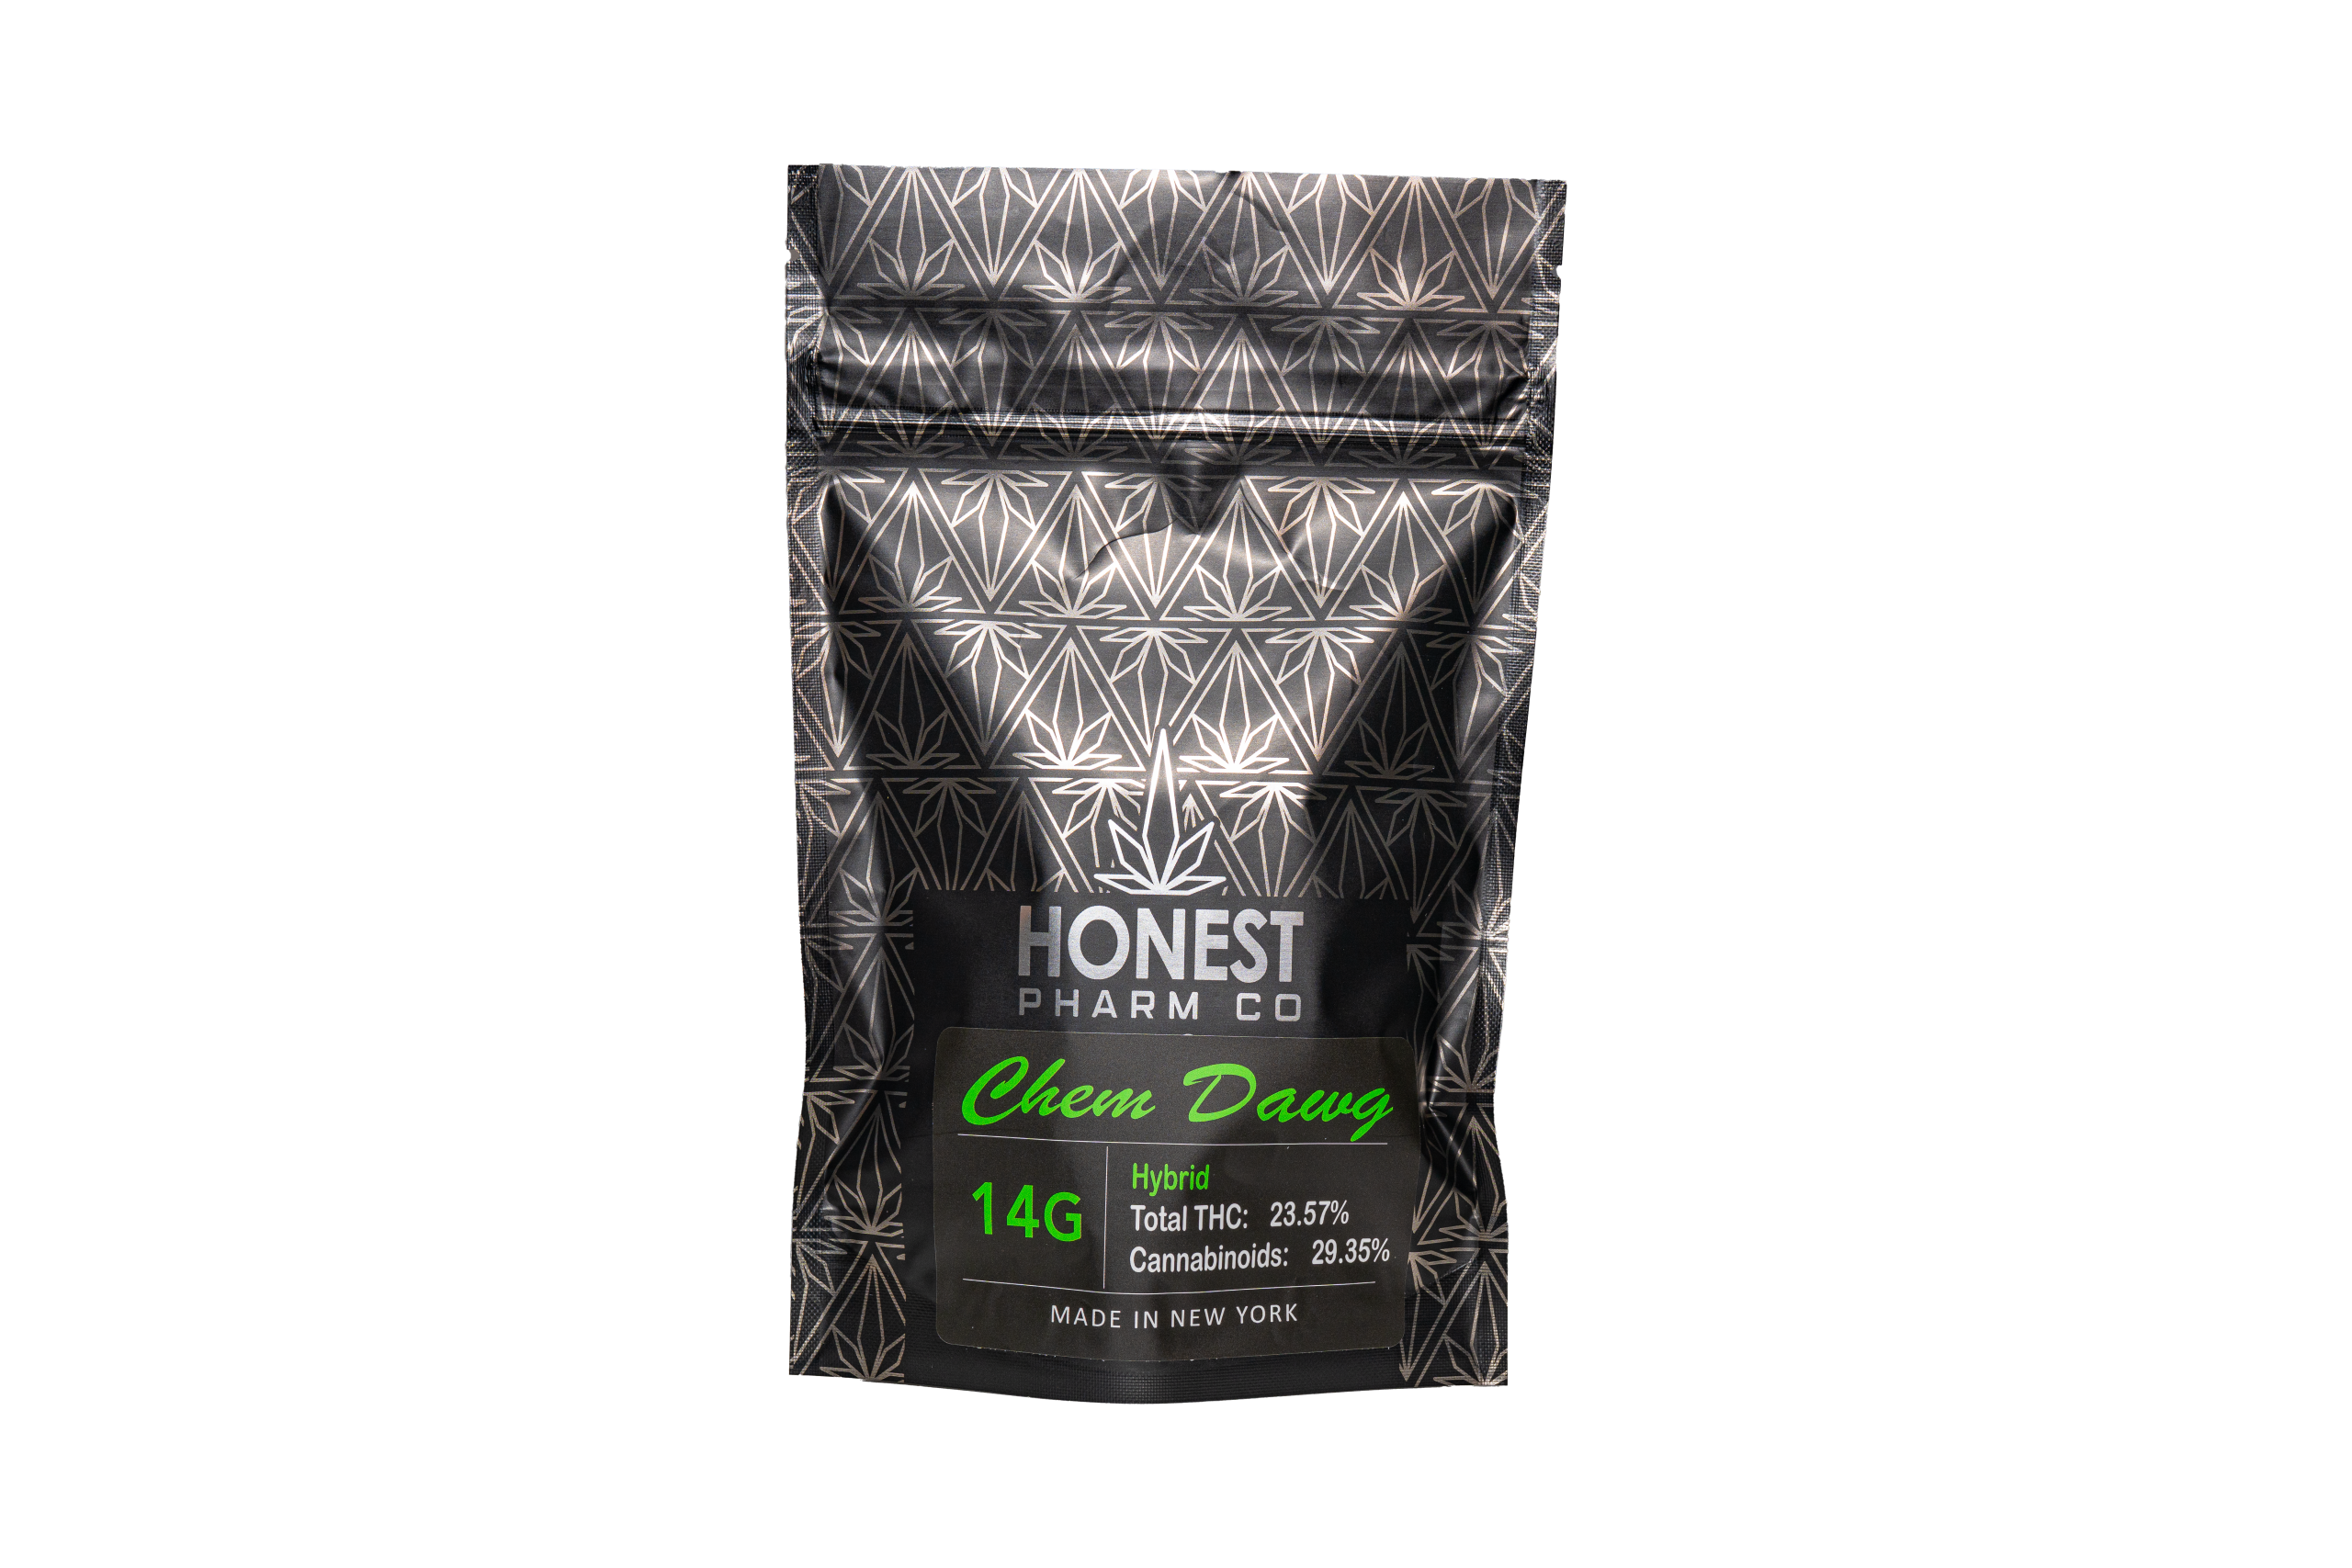 HONEST
PHARM CO
Chem Dawg
14G
Hybrid
Total THC: 23.57%
Cannabinoids: 29.35%
MADE IN NEW YORK